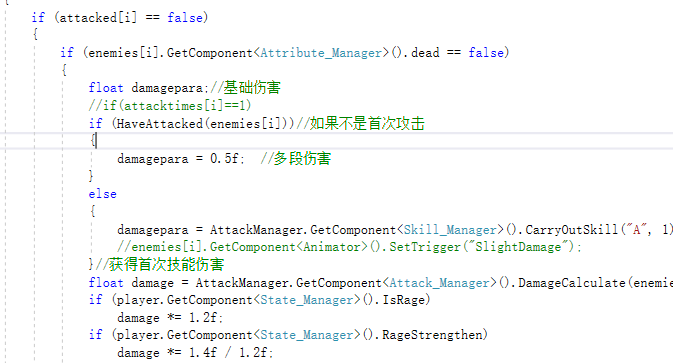 {
if (attacked[i] == false)
{
if (enemies[i].GetComponent<Attribute_Manager>().dead == false)
{
float damagepara;//基础伤害
//if(attacktimes[i]==1)
if (HaveAttacked(enemies[i]))//如果不是首次攻击
{
damagepara = 0.5f;  //多段伤害
}
else
{
damagepara = AttackManager.GetComponent<Skill_Manager>().CarryOutSkill("A", 1)
//enemies[i].GetComponent<Animator>().SetTrigger("SlightDamage");
}//获得首次技能伤害
float damage = AttackManager.GetComponent<Attack_Manager>().DamageCalculate(enemie
if (player.GetComponent<State_Manager>().IsRage)
damage *= 1.2f;
if (player.GetComponent<State_Manager>().RageStrengthen)
damage *= 1.4f / 1.2f;